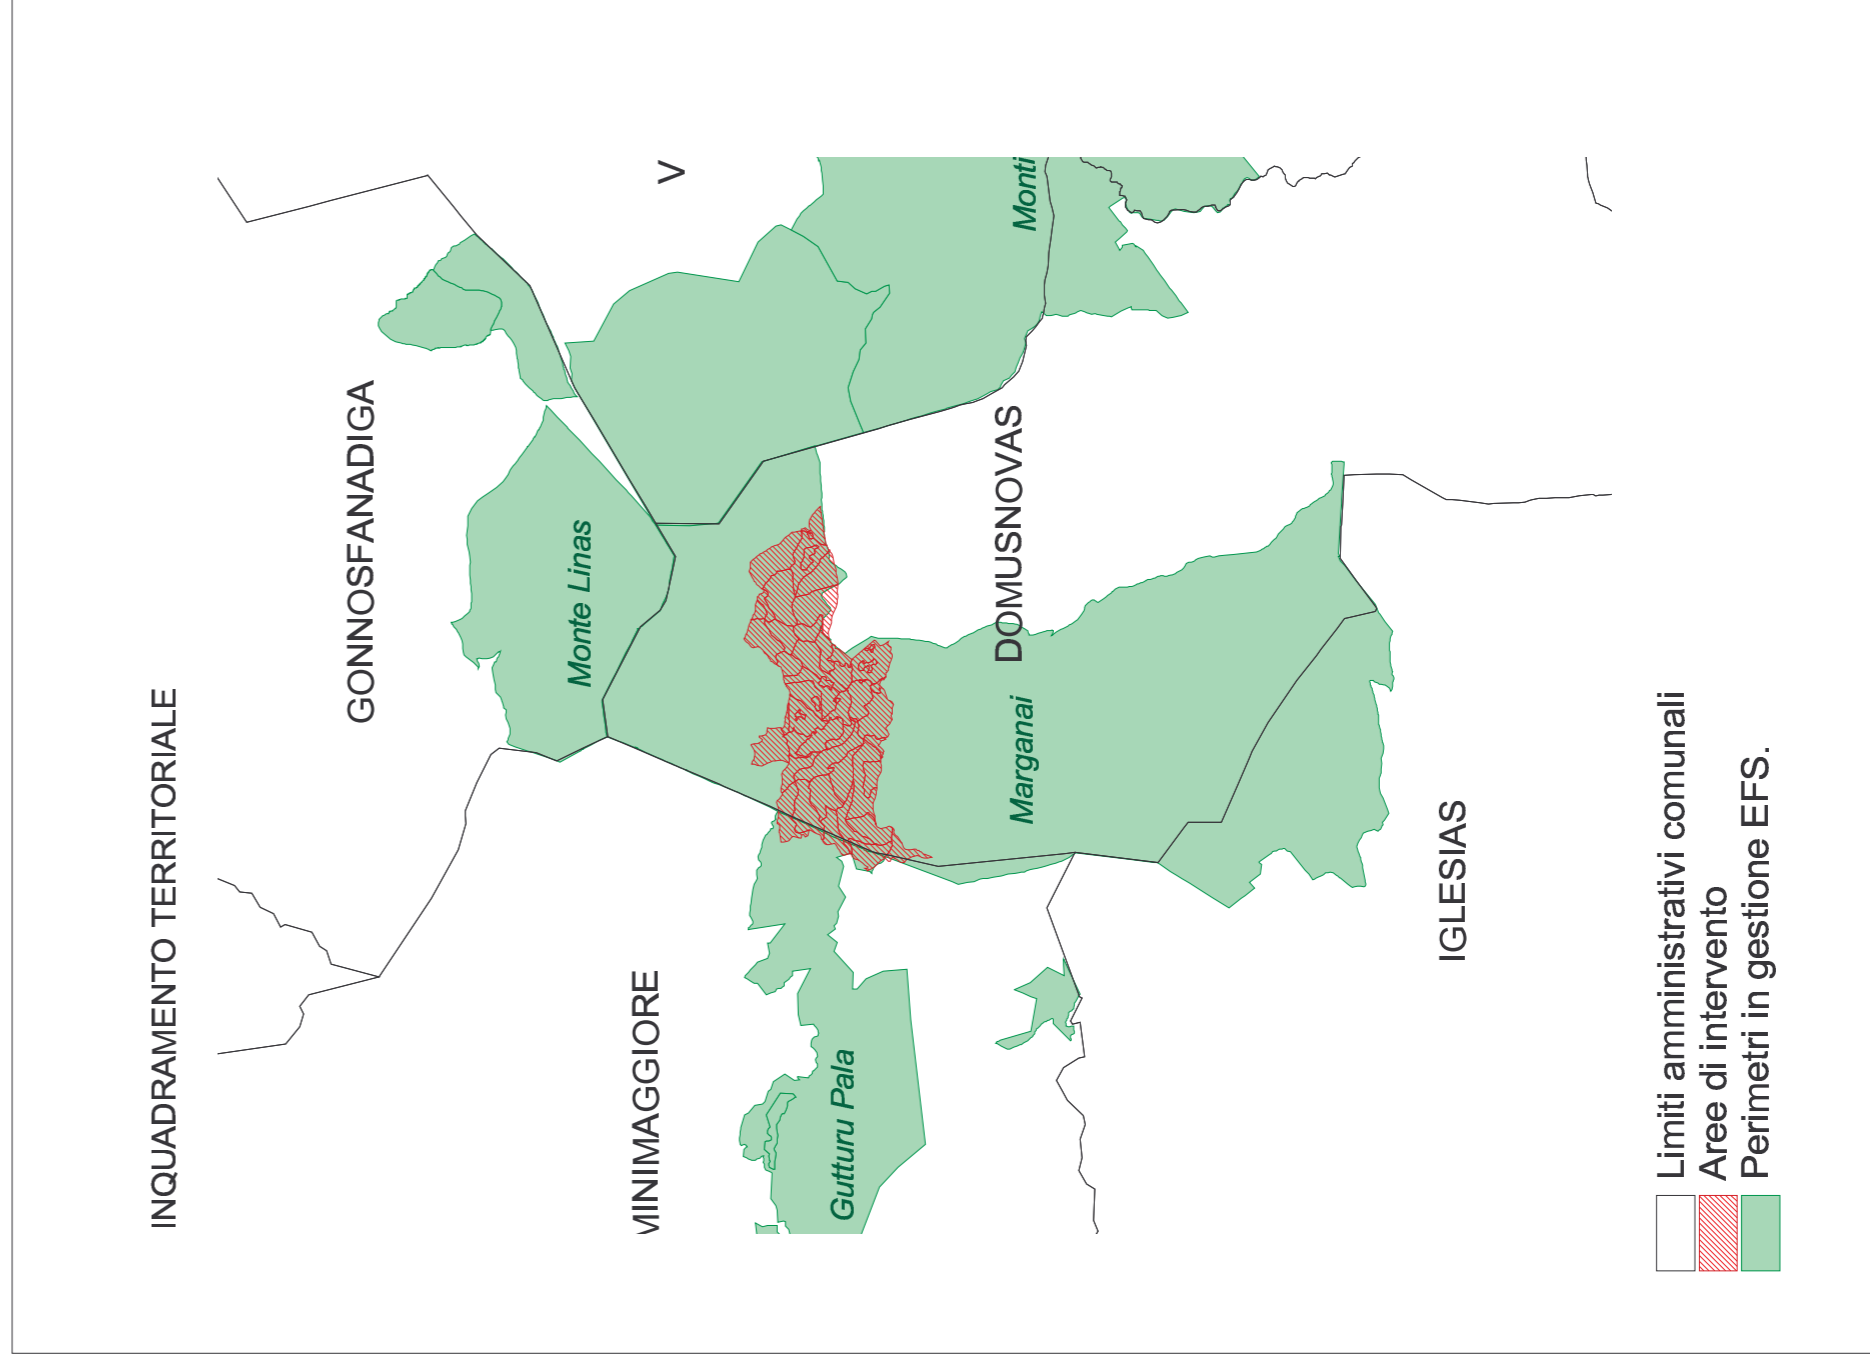 INQUADRAMENTO TERRITORIALE
GONNOSFANADIGA
V
Monte Linas
Monti
MINIMAGGIORE
DOMUSNOVAS
Marganai
Gutturu Pala
IGLESIAS
Limiti amministrativi comunali
Aree di intervento
Perimetri in gestione EFS.